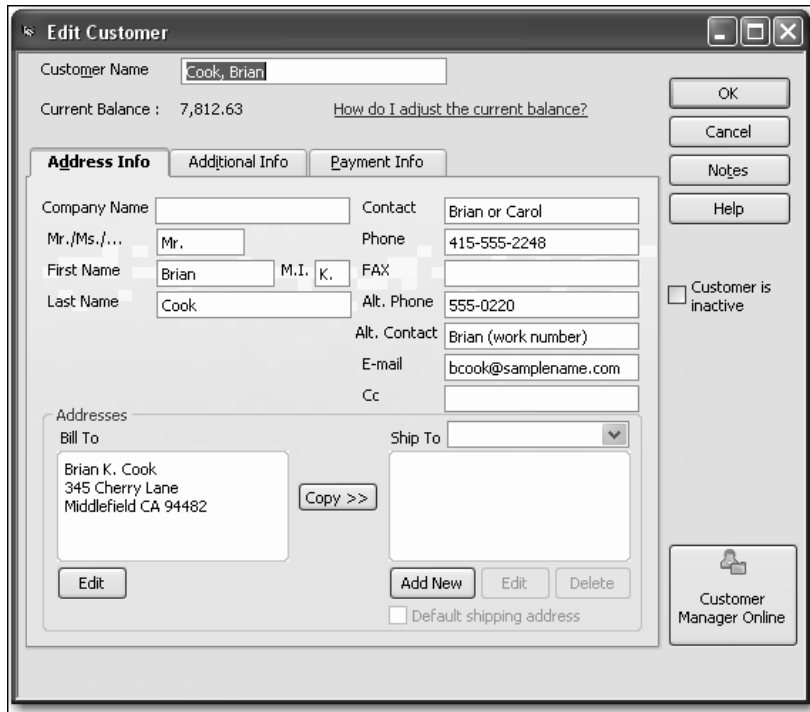 Edit Customer
Customer Name Cook, Brian
Current Balance : 7,812.63 How do I adjust the current balance?
OK
Cancel
Notes
Help
Customer is
inactive
Address Info Additional Info Payment Info
Company Name
Mr./Ms./... Mr.
First Name Brian M.I. K.
Last Name Cook
Contact Brian or Carol
Phone 415-555-2248
FAX
Alt. Phone 555-0220
Alt. Contact Brian (work number)
E-mail bcook@samplename.com
Cc
Addresses
Bill To
Brian K. Cook
345 Cherry Lane
Middlefield CA 94482
Edit
Copy >>
Ship To
Add New Edit Delete
Default shipping address
Customer
Manager Online